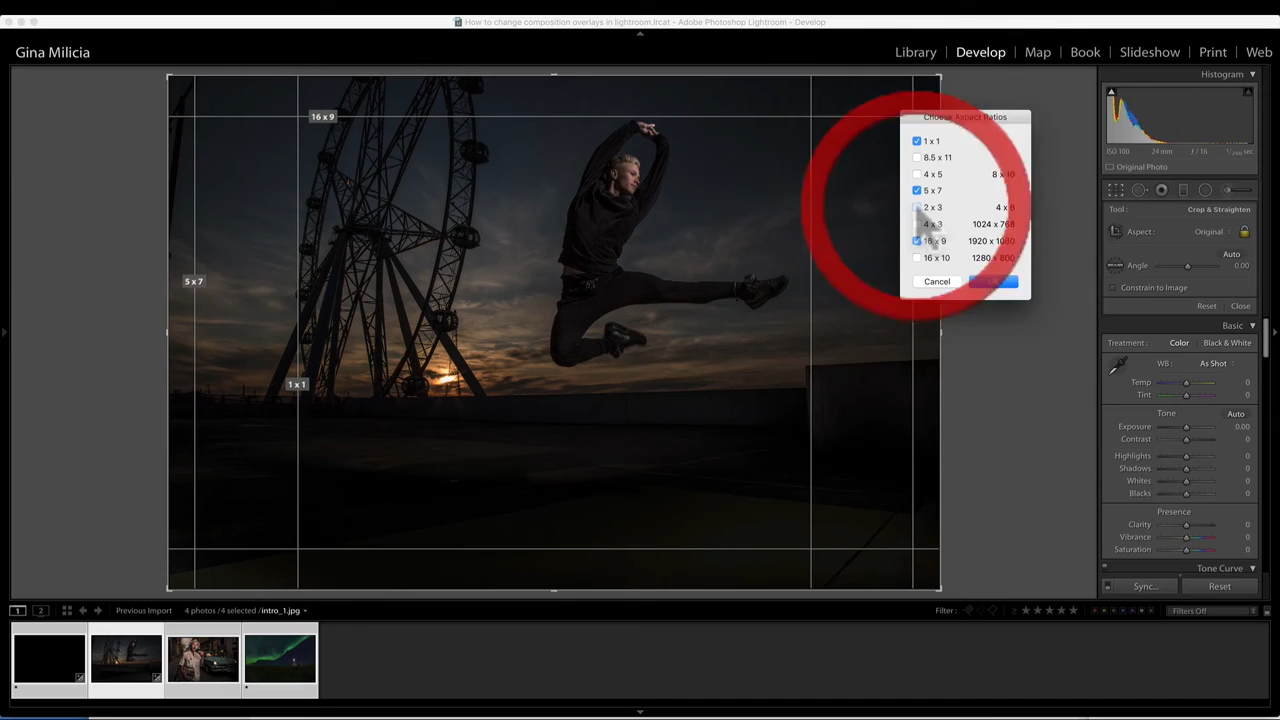 How to change composition overlays in lightroom.lrcat - Adobe Photoshop Lightroom - Develop
Gina Milicia
Library | Develop | Map | Book | Slideshow | Print | Web
Histogram
ISO 100 24 mm f / 16 1/200 sec
Original Photo
Tool : Crop & Straighten
Aspect : Original
Auto
Angle 0.00
Constrain to Image
Reset Close
Basic
Treatment : Color Black & White
WB : As Shot
Temp 0
Tint 0
Tone Auto
Exposure 0.00
Contrast 0
Highlights 0
Shadows 0
Whites 0
Blacks 0
Presence
Clarity 0
Vibrance 0
Saturation 0
Tone Curve
Sync... Reset
Choose Aspect Ratios
1 x 1
8.5 x 11
4 x 5 8 x 10
5 x 7
2 x 3 4 x 6
4 x 3 1024 x 768
16 x 9 1920 x 1080
16 x 10 1280 x 800
Cancel
16 x 9
5 x 7
1 x 1
1 2 Previous Import 4 photos /4 selected /intro_1.jpg
Filter : Filters Off